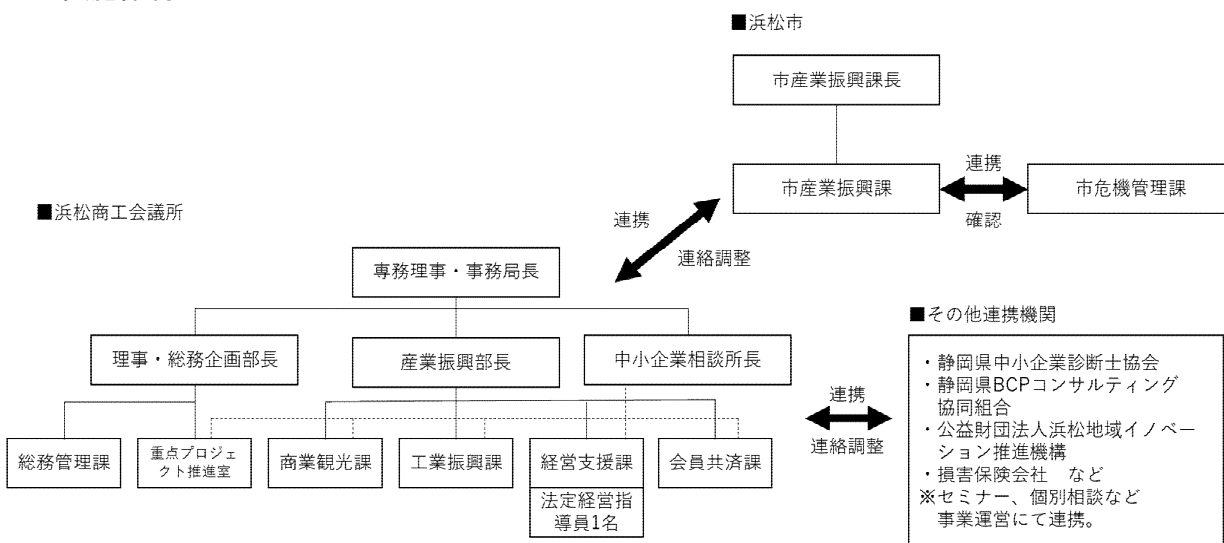 ■浜松市
市産業振興課長
市産業振興課
連携
確認
市危機管理課
■浜松商工会議所
連携
連絡調整
専務理事・事務局長
理事・総務企画部長
産業振興部長
中小企業相談所長
総務管理課
重点プロジェ
クト推進室
商業観光課
工業振興課
経営支援課
法定経営指
導員1名
会員共済課
連携
連絡調整
■その他連携機関
・静岡県中小企業診断士協会
・静岡県BCPコンサルティング
協同組合
・公益財団法人浜松地域イノベー
ション推進機構
・損害保険会社　など
※セミナー、個別相談など
事業運営にて連携。